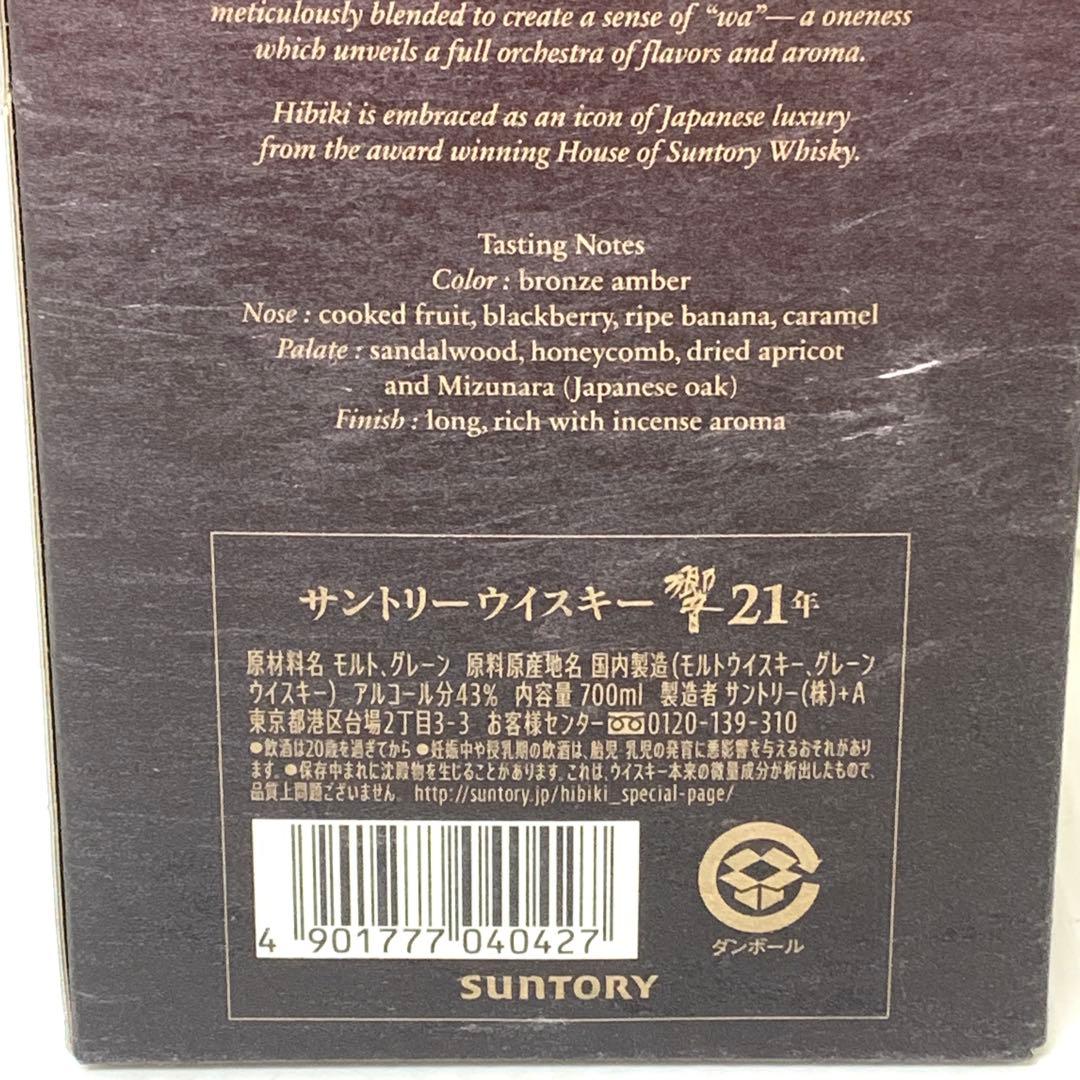 meticulously blended to create a sense of “wa”— a oneness
which unveils a full orchestra of flavors and aroma.
Hibiki is embraced as an icon of Japanese luxury
from the award winning House of Suntory Whisky.
Tasting Notes
Color : bronze amber
Nose : cooked fruit, blackberry, ripe banana, caramel
Palate : sandalwood, honeycomb, dried apricot
and Mizunara (Japanese oak)
Finish : long, rich with incense aroma
サントリーウイスキー 響21年
原材料名 モルト、グレーン 原料原産地名 国内製造(モルトウイスキー、グレーン
ウイスキー) アルコール分43% 内容量 700ml 製造者 サントリー(株)+A
東京都港区台場2丁目3-3 お客様センター 0120-139-310
●飲酒は20歳を過ぎてから ●妊娠中や授乳期の飲酒は、胎児 乳児の発育に悪影響を与えるおそれがあり
ます。●保存中まれに沈殿物を生じることがあります。これは、ウイスキー本来の微量成分が析出したもので、
品質上問題ございません。 http://suntory.jp/hibiki_special-page/
4 901777 040427
ダンボール
SUNTORY